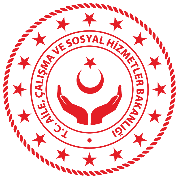 T.C. AİLE, ÇALIŞMA VE SOSYAL HİZMETLER BAKANLIĞI